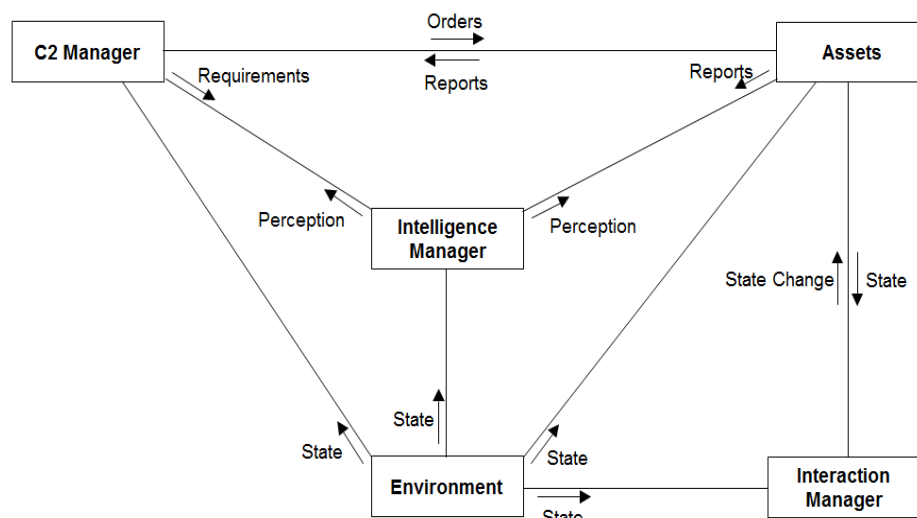 Orders
C2 Manager
Assets
Requirements
Reports
Reports
Perception
Intelligence
Manager
Perception
State Change
State
State
State
State
Environment
Interaction
Manager
State